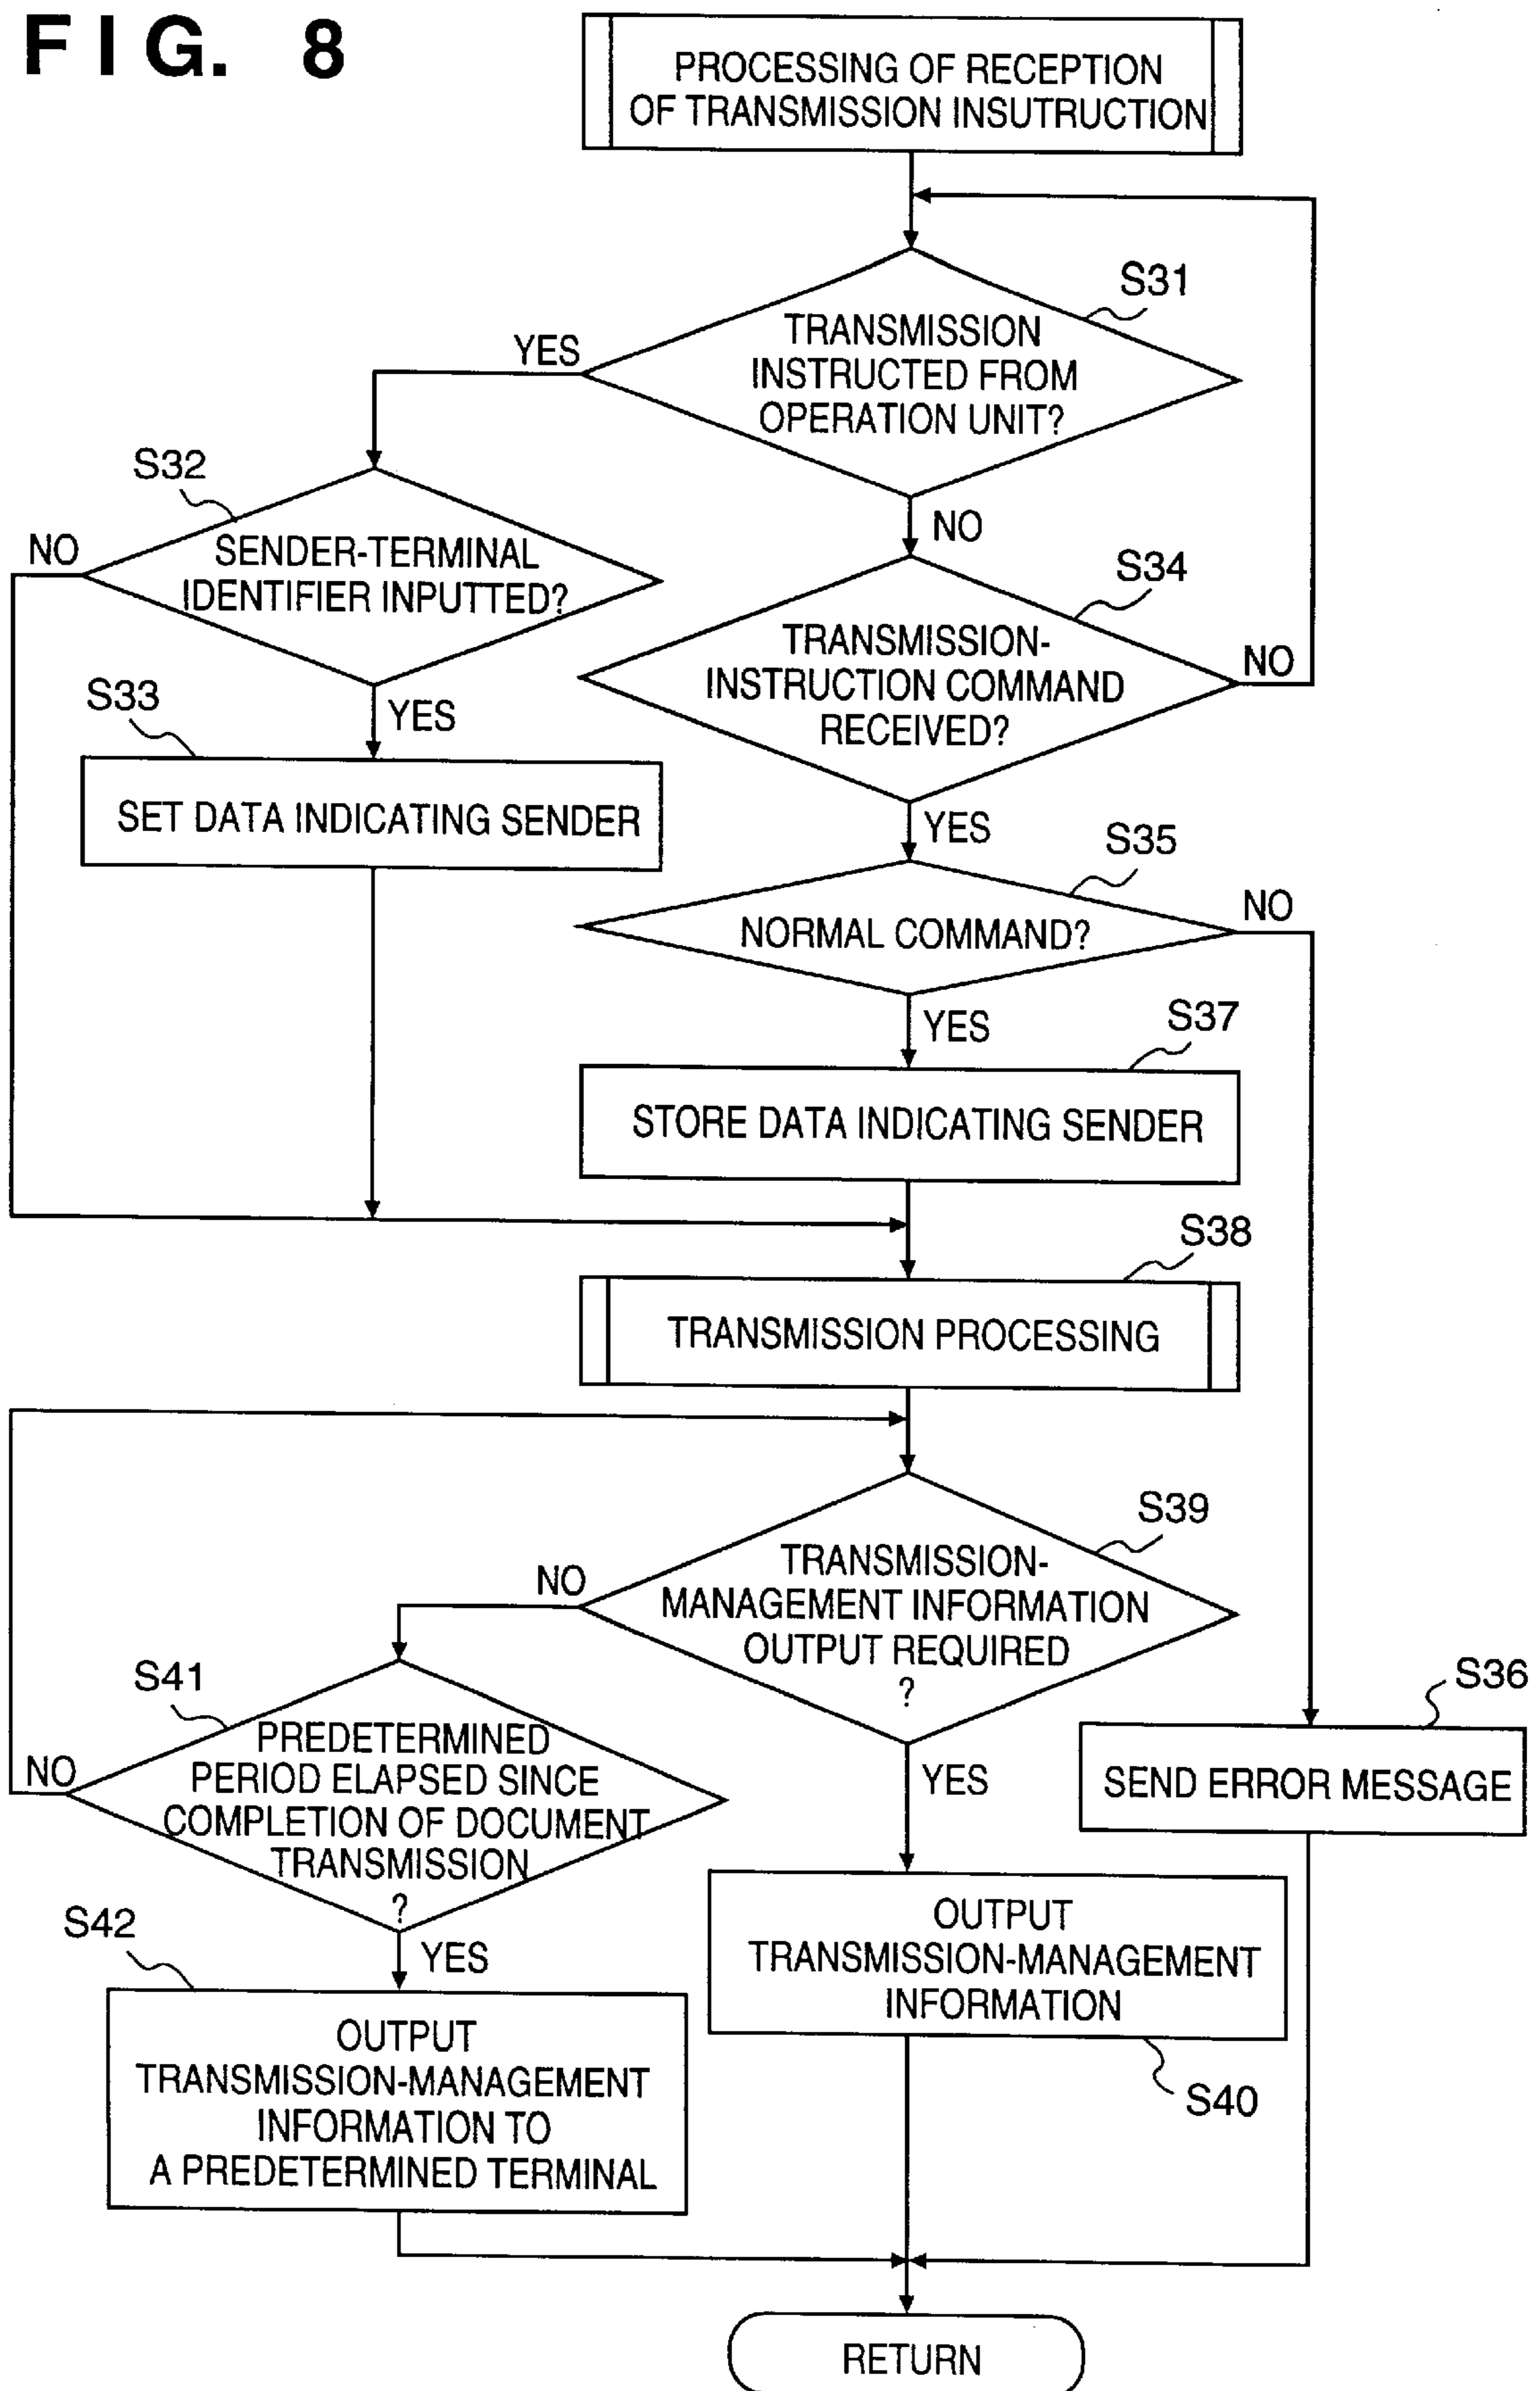 FIG. 8
PROCESSING OF RECEPTION
OF TRANSMISSION INSUTRUCTION
S31
TRANSMISSION
INSTRUCTED FROM
OPERATION UNIT?
YES
NO
S32
SENDER-TERMINAL
IDENTIFIER INPUTTED?
NO
YES
S33
SET DATA INDICATING SENDER
S34
TRANSMISSION-
INSTRUCTION COMMAND
RECEIVED?
NO
YES
S35
NORMAL COMMAND?
NO
YES
S37
STORE DATA INDICATING SENDER
S38
TRANSMISSION PROCESSING
S39
TRANSMISSION-
MANAGEMENT INFORMATION
OUTPUT REQUIRED
?
NO
YES
S41
PREDETERMINED
PERIOD ELAPSED SINCE
COMPLETION OF DOCUMENT
TRANSMISSION
?
NO
YES
S36
SEND ERROR MESSAGE
OUTPUT
TRANSMISSION-MANAGEMENT
INFORMATION
S40
S42
OUTPUT
TRANSMISSION-MANAGEMENT
INFORMATION TO
A PREDETERMINED TERMINAL
RETURN